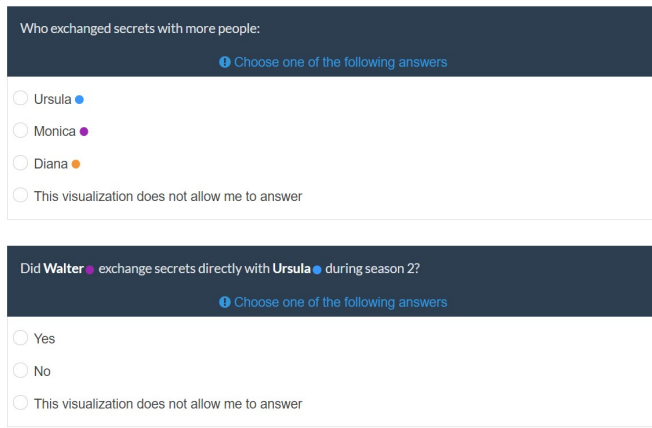 Who exchanged secrets with more people:
Choose one of the following answers
Ursula
Monica
Diana
This visualization does not allow me to answer
Did Walter exchange secrets directly with Ursula during season 2?
Choose one of the following answers
Yes
No
This visualization does not allow me to answer